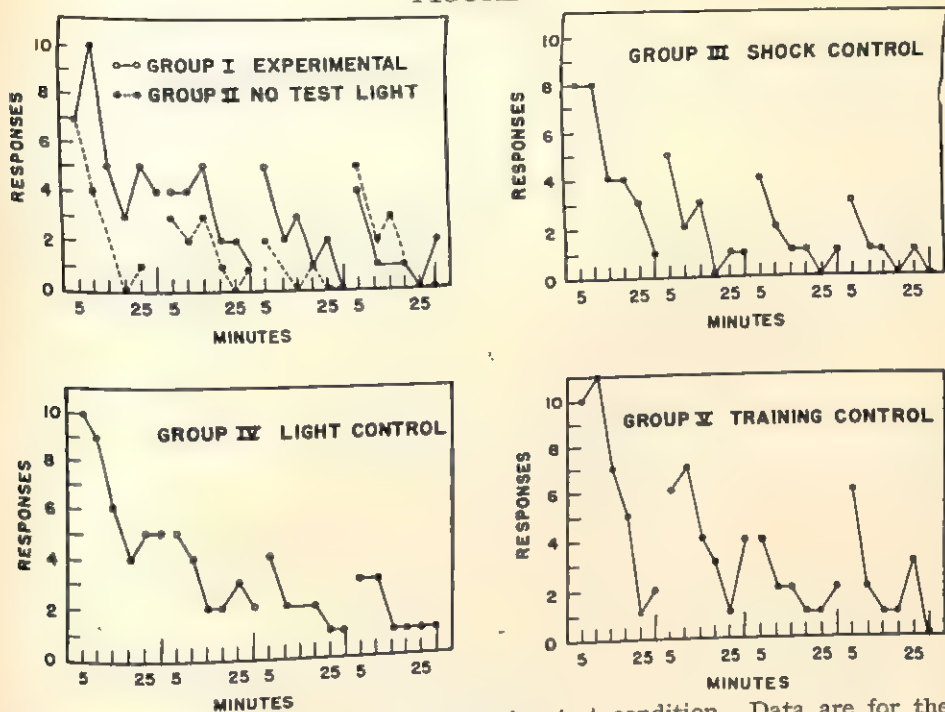 GROUP I EXPERIMENTAL
GROUP II NO TEST LIGHT
RESPONSES
10
8
6
4
2
0
5 25 5 25 5 25 5 25
MINUTES
GROUP III SHOCK CONTROL
RESPONSES
10
8
6
4
2
0
5 25 5 25 5 25 5 25
MINUTES
GROUP IV LIGHT CONTROL
RESPONSES
10
8
6
4
2
0
5 25 5 25 5 25 5 25
MINUTES
GROUP V TRAINING CONTROL
RESPONSES
10
8
6
4
2
0
5 25 5 25 5 25 5 25
MINUTES
condition. Data are for the